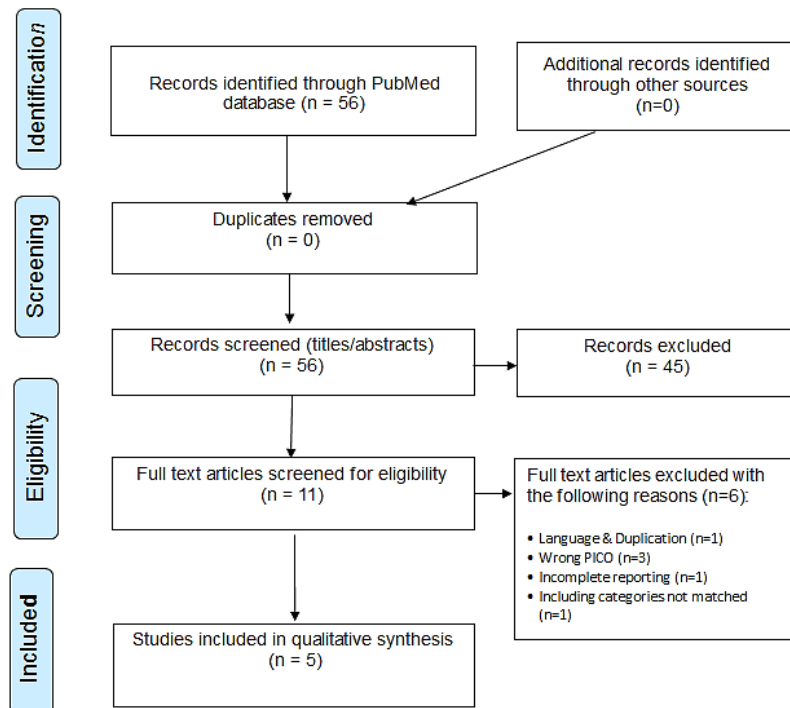 Identification
Records identified through PubMed
database (n = 56)
Additional records identified
through other sources
(n=0)
Screening
Duplicates removed
(n = 0)
Records screened (titles/abstracts)
(n = 56)
Records excluded
(n = 45)
Eligibility
Full text articles screened for eligibility
(n = 11)
Full text articles excluded with
the following reasons (n=6):
• Language & Duplication (n=1)
• Wrong PICO (n=3)
• Incomplete reporting (n=1)
• Including categories not matched
(n=1)
Included
Studies included in qualitative synthesis
(n = 5)